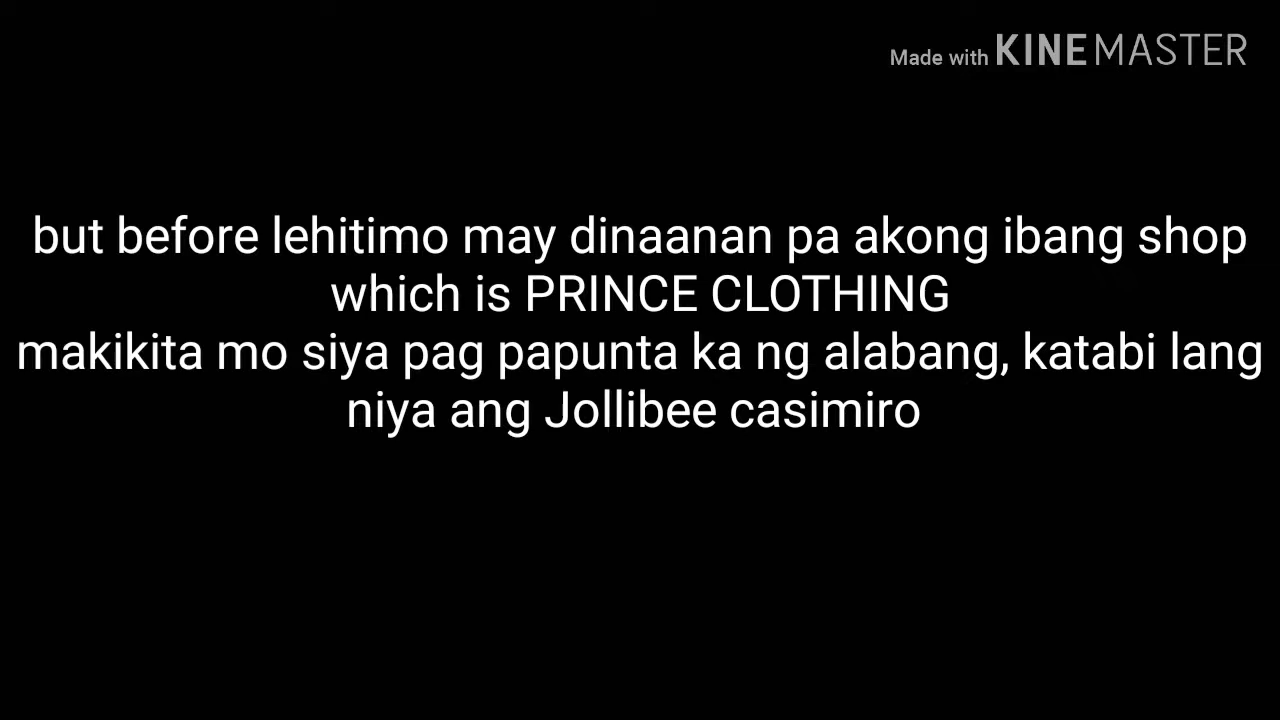 Made with KINEMASTER
but before lehitimo may dinaanan pa akong ibang shop
which is PRINCE CLOTHING
makikita mo siya pag papunta ka ng alabang, katabi lang
niya ang Jollibee casimiro